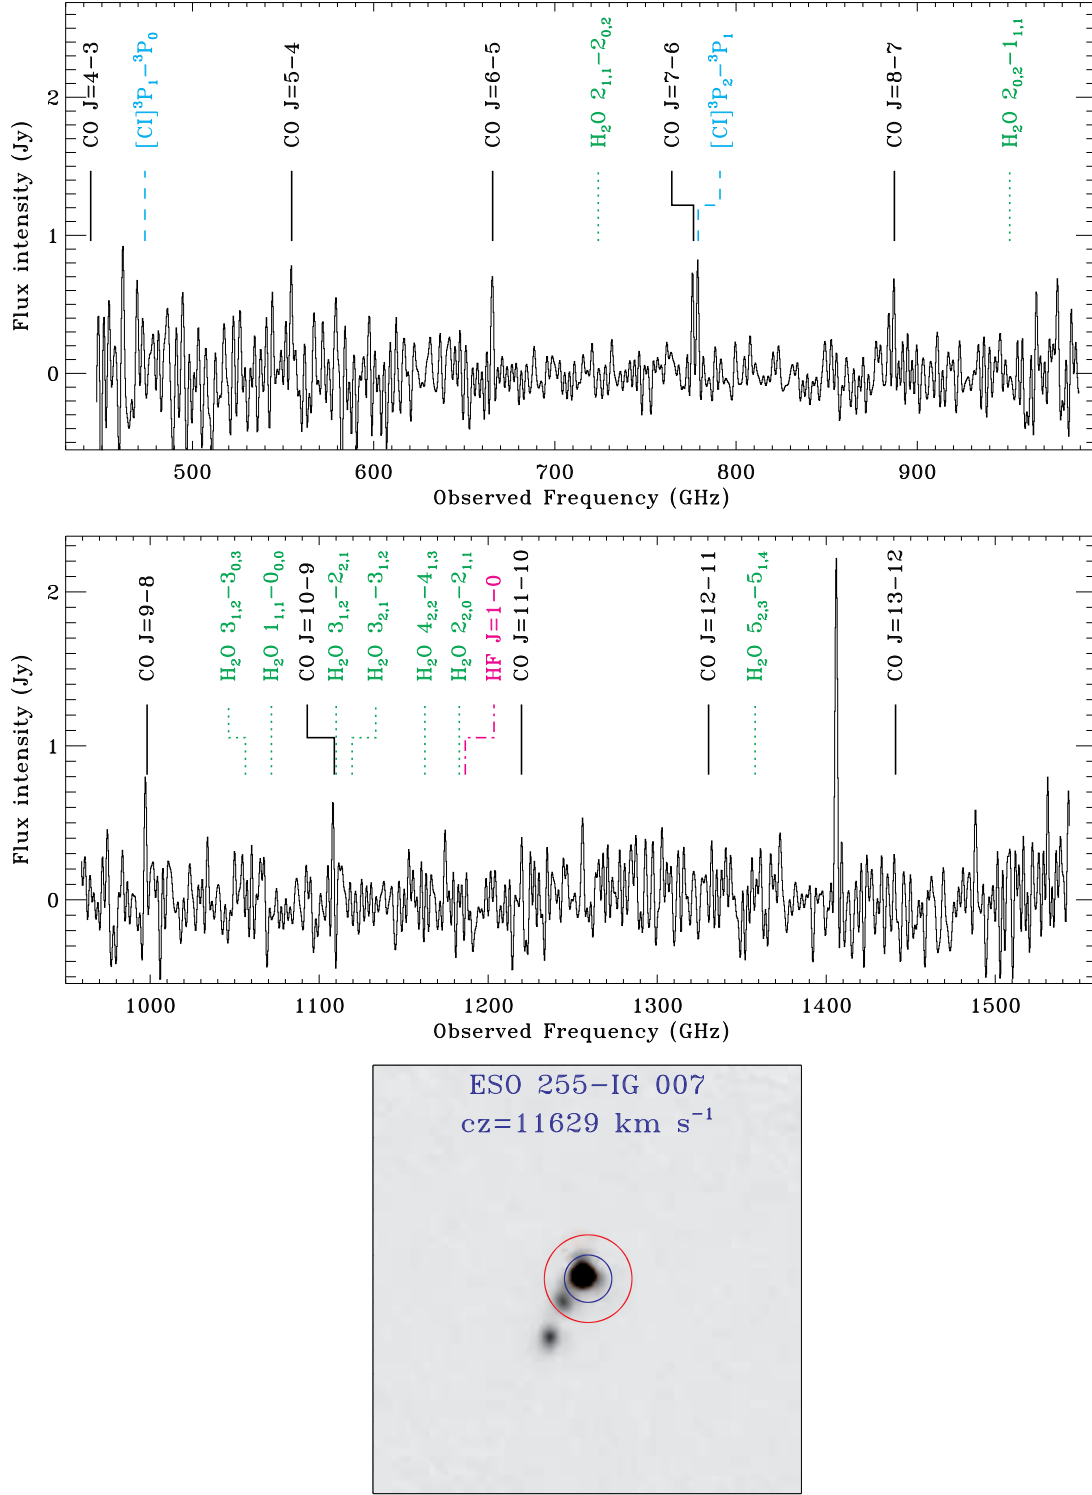 CO J=4−3
[CI]³P₁−³P₀
CO J=5−4
CO J=6−5
H₂O 2₁,₁−2₀,₂
CO J=7−6
[CI]³P₂−³P₁
CO J=8−7
H₂O 2₀,₂−1₁,₁
Flux intensity (Jy)
2
1
0
500 600 700 800 900
Observed Frequency (GHz)
CO J=9−8
H₂O 3₁,₂−3₀,₃
H₂O 1₁,₁−0₀,₀
CO J=10−9
H₂O 3₁,₂−2₂,₁
H₂O 3₂,₁−3₁,₂
H₂O 4₂,₂−4₁,₃
H₂O 2₂,₀−2₁,₁
HF J=1−0
CO J=11−10
CO J=12−11
H₂O 5₂,₃−5₁,₄
CO J=13−12
Flux intensity (Jy)
2
1
0
1000 1100 1200 1300 1400 1500
Observed Frequency (GHz)
ESO 255−IG 007
cz=11629 km s⁻¹